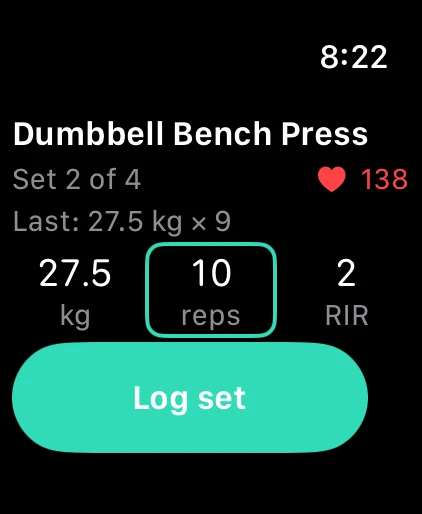 8:22
Dumbbell Bench Press
Set 2 of 4 138
Last: 27.5 kg × 9
27.5 10 2
kg reps RIR
Log set